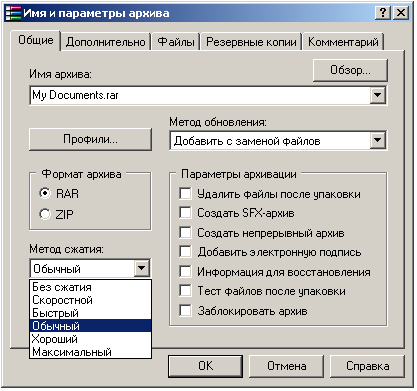 Имя и параметры архива
Общие Дополнительно Файлы Резервные копии Комментарий
Обзор...
Имя архива:
My Documents.rar
Метод обновления:
Профили... Добавить с заменой файлов
Формат архива
RAR
ZIP
Метод сжатия:
Обычный
Без сжатия
Скоростной
Быстрый
Обычный
Хороший
Максимальный
Параметры архивации
Удалить файлы после упаковки
Создать SFX-архив
Создать непрерывный архив
Добавить электронную подпись
Информация для восстановления
Тест файлов после упаковки
Заблокировать архив
OK Отмена Справка